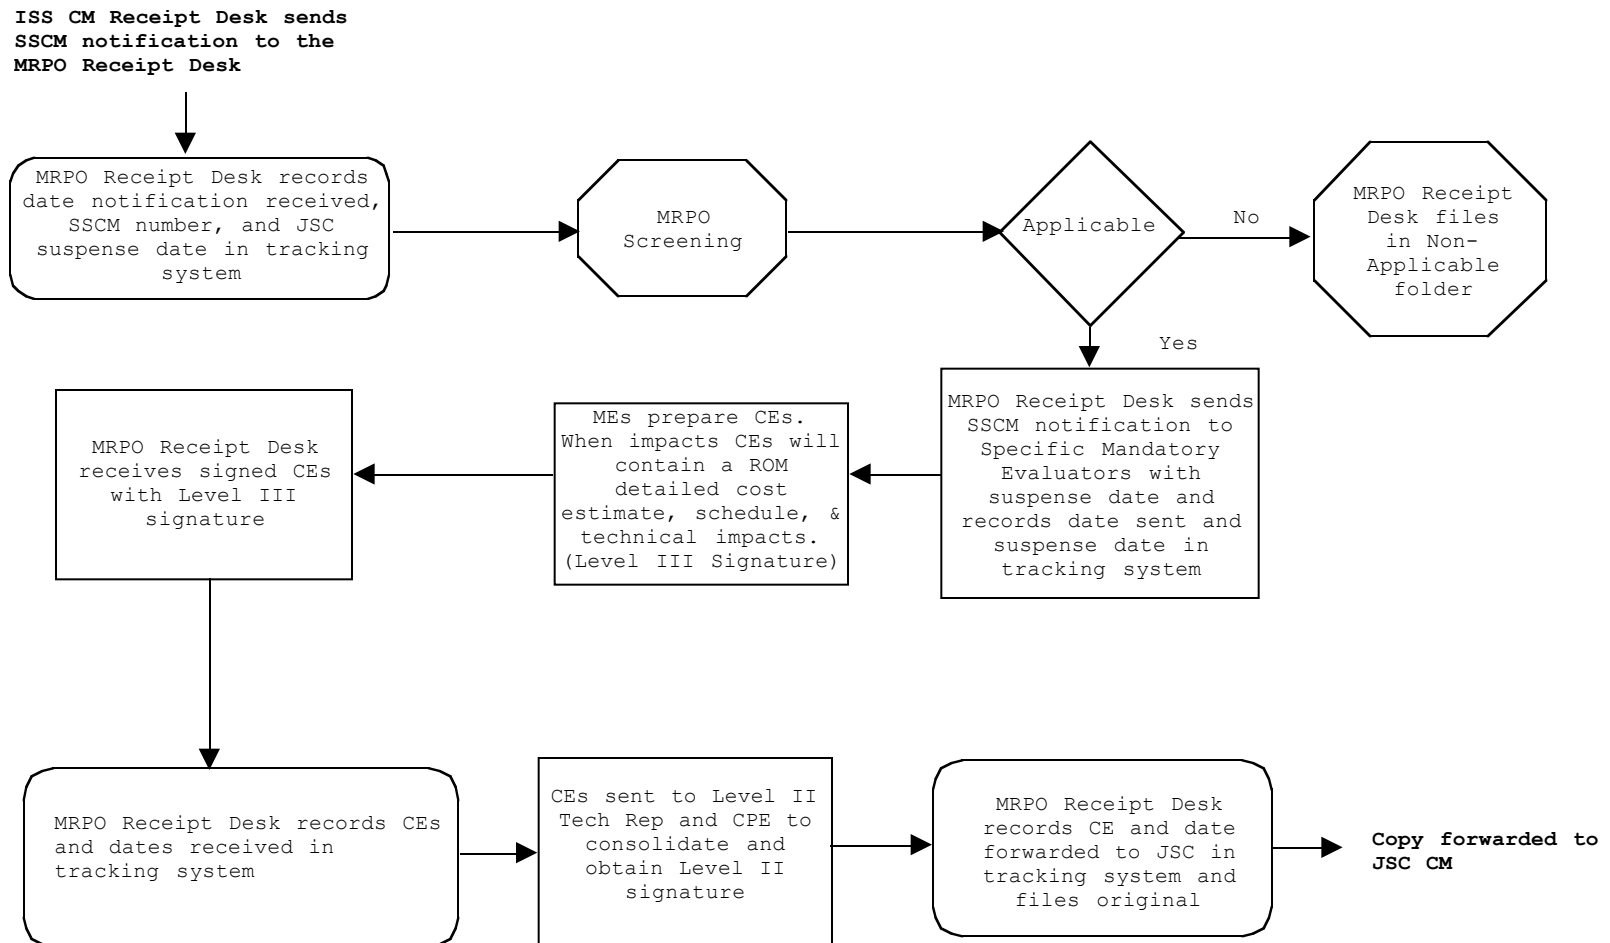 ISS CM Receipt Desk sends
SSCM notification to the
MRPO Receipt Desk
MRPO Receipt Desk records
date notification received,
SSCM number, and JSC
suspense date in tracking
system
MRPO
Screening
Applicable
No
MRPO Receipt
Desk files
in Non-
Applicable
folder
Yes
MRPO Receipt Desk sends
SSCM notification to
Specific Mandatory
Evaluators with
suspense date and
records date sent and
suspense date in
tracking system
MEs prepare CEs.
When impacts CEs will
contain a ROM
detailed cost
estimate, schedule, &
technical impacts.
(Level III Signature)
MRPO Receipt Desk
receives signed CEs
with Level III
signature
MRPO Receipt Desk records CEs
and dates received in
tracking system
CEs sent to Level II
Tech Rep and CPE to
consolidate and
obtain Level II
signature
MRPO Receipt Desk
records CE and date
forwarded to JSC in
tracking system and
files original
Copy forwarded to
JSC CM